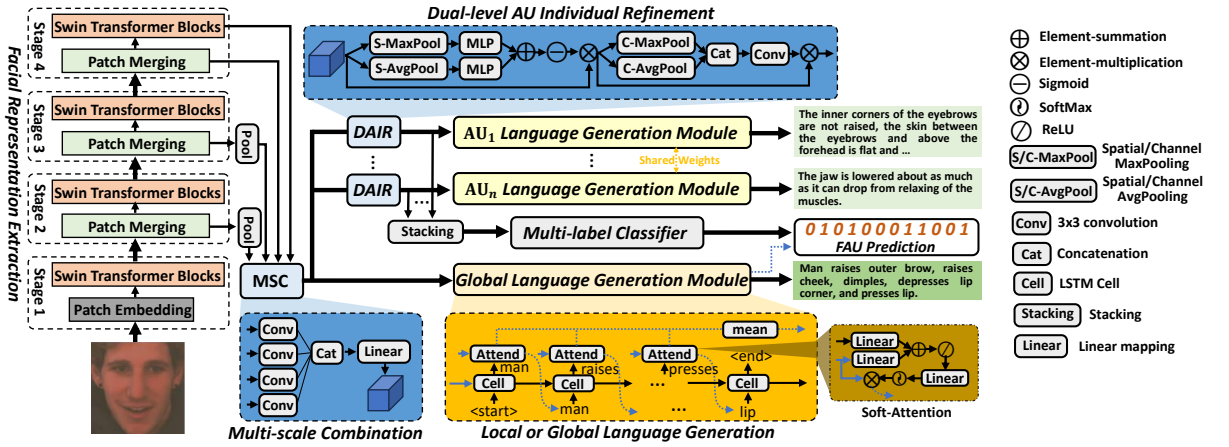 Dual-level AU Individual Refinement
S-MaxPool
MLP
S-AvgPool
MLP
C-MaxPool
C-AvgPool
Cat
Conv
Facial Representation Extraction
Stage 4
Swin Transformer Blocks
Patch Merging
Stage 3
Swin Transformer Blocks
Patch Merging
Pool
Stage 2
Swin Transformer Blocks
Patch Merging
Pool
Stage 1
Swin Transformer Blocks
Patch Embedding
MSC
DAIR
...
DAIR
...
Stacking
AU1 Language Generation Module
...
Shared Weights
AUn Language Generation Module
Multi-label Classifier
Global Language Generation Module
The inner corners of the eyebrows
are not raised, the skin between
the eyebrows and above the
forehead is flat and ...
The jaw is lowered about as much
as it can drop from relaxing of the
muscles.
0 1 0 1 0 0 0 1 1 0 0 1
FAU Prediction
Man raises outer brow, raises
cheek, dimples, depresses lip
corner, and presses lip.
Conv
Conv
Conv
Conv
Cat
Linear
Multi-scale Combination
mean
Attend
Attend
Attend
<end>
man
raises
presses
Cell
Cell
...
Cell
<start>
man
...
lip
Local or Global Language Generation
Linear
Linear
Linear
Soft-Attention
Element-summation
Element-multiplication
Sigmoid
SoftMax
ReLU
S/C-MaxPool Spatial/Channel
MaxPooling
S/C-AvgPool Spatial/Channel
AvgPooling
Conv 3x3 convolution
Cat Concatenation
Cell LSTM Cell
Stacking Stacking
Linear Linear mapping